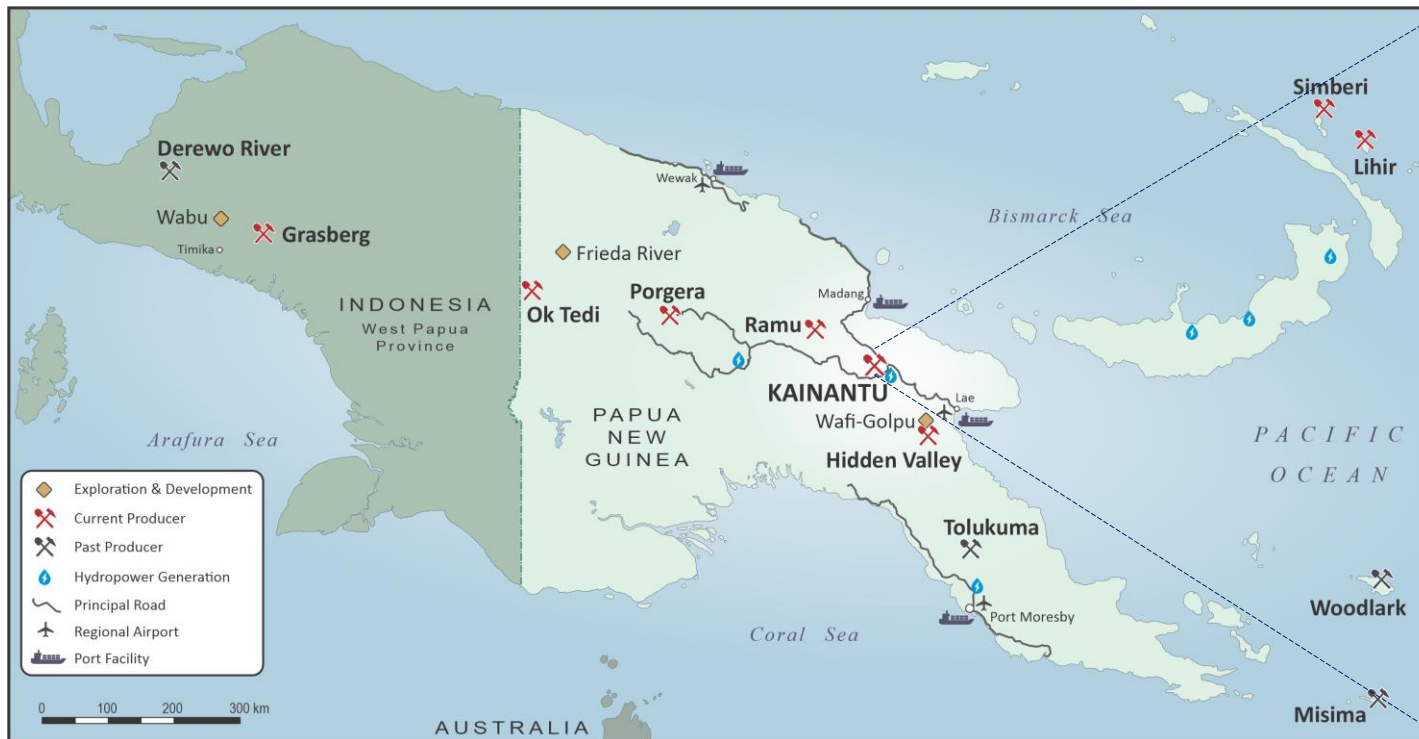 Simberi
Lihir
Derewo River
Wewak
Bismarck Sea
Wabu
Grasberg
Timika
Frieda River
INDONESIA
West Papua
Province
Ok Tedi
Porgera
Madang
Ramu
KAINANTU
Lae
Wafi-Golpu
Hidden Valley
PAPUA
NEW
GUINEA
Arafura Sea
PACIFIC
OCEAN
Exploration & Development
Current Producer
Past Producer
Hydropower Generation
Principal Road
Regional Airport
Port Facility
Tolukuma
Woodlark
Port Moresby
Coral Sea
0 100 200 300 km
AUSTRALIA
Misima